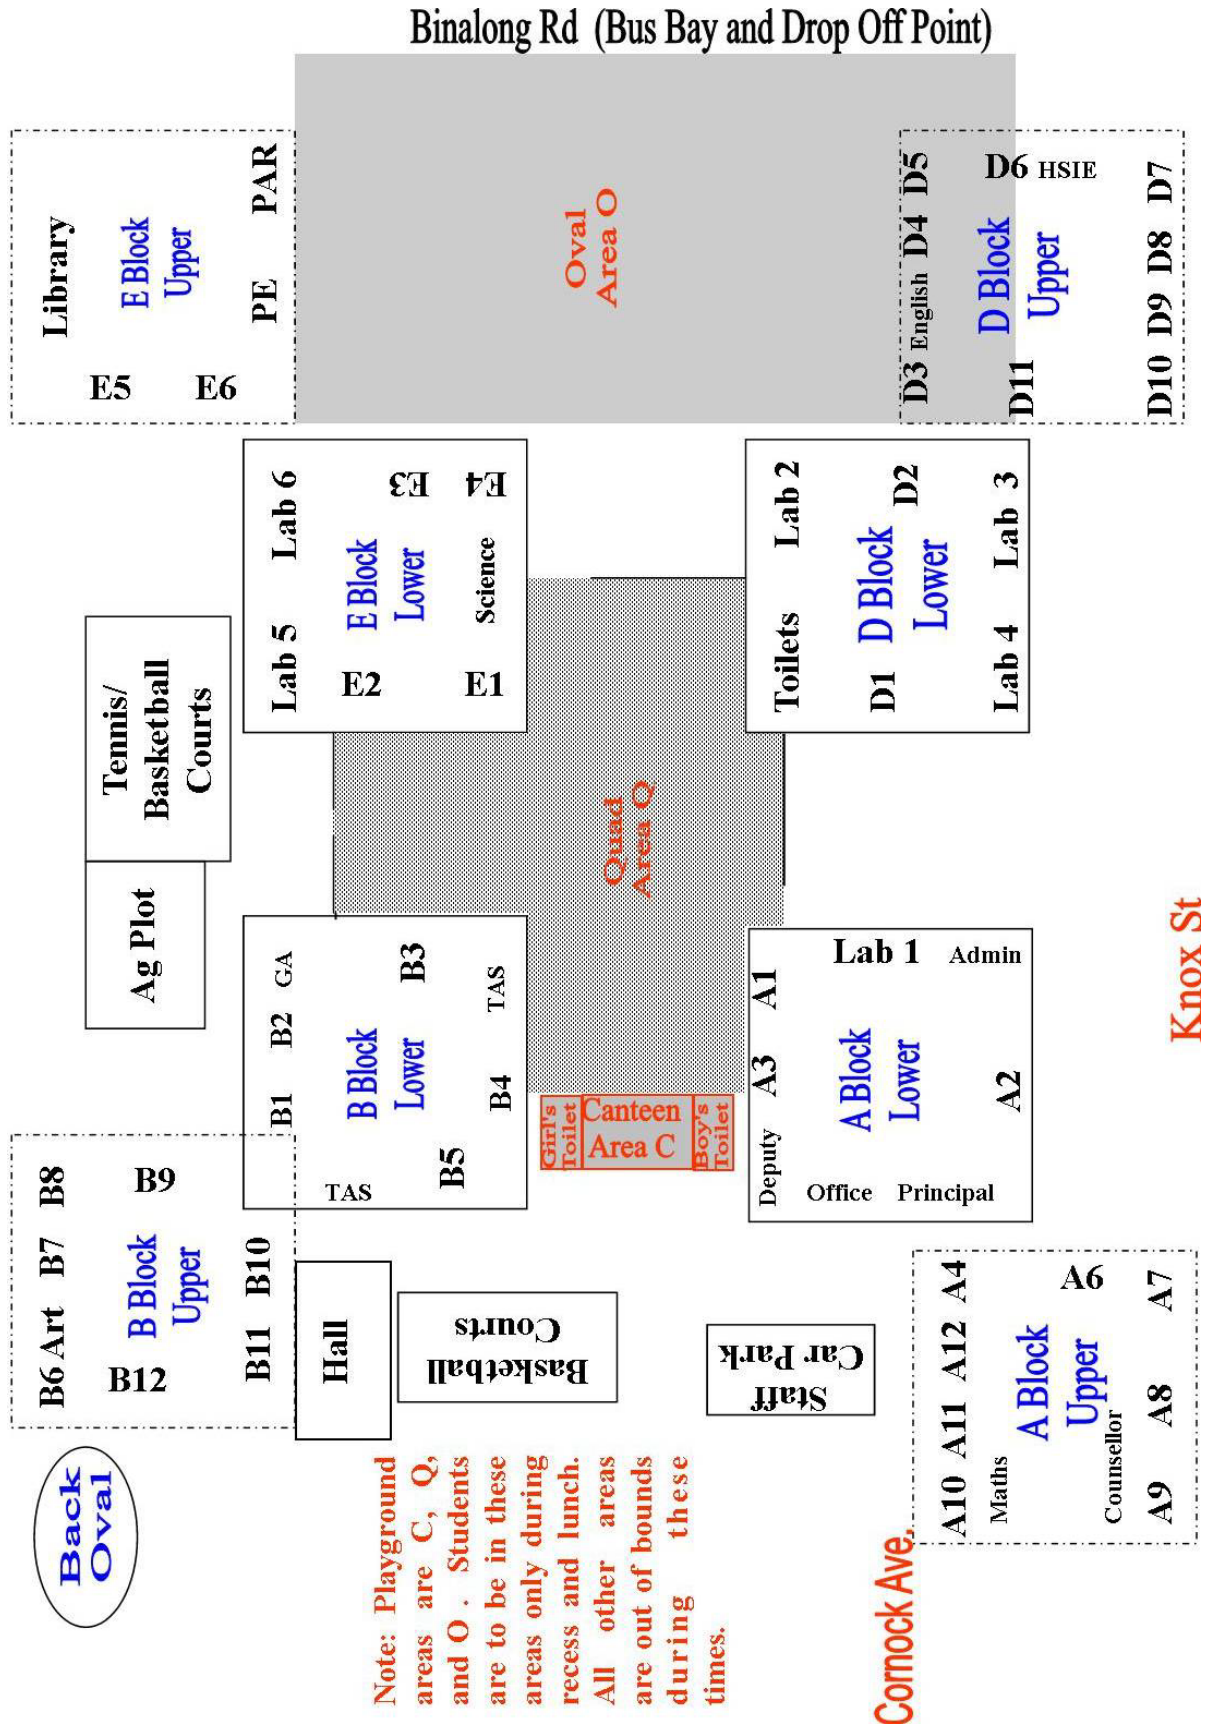 Binalong Rd (Bus Bay and Drop Off Point)
Library
E Block
Upper
PE PAR
E5
E6
Oval
Area O
D3 English D4 D5
D6 HSIE
D Block
Upper
D11
D10 D9 D8 D7
Lab 5 Lab 6
E Block
Lower
E2
E3
E1
Science
E4
Toilets Lab 2
D Block
Lower
D1
D2
Lab 4 Lab 3
Tennis/
Basketball
Courts
Ag Plot
Quad
Area Q
B1 B2 GA
B3
B Block
Lower
TAS
B5
B4
TAS
Girl's
Toilet
Canteen
Area C
Boy's
Toilet
Deputy A3 A1
Lab 1
Admin
A Block
Lower
Office
Principal
A2
Knox St
B6 Art B7 B8
B9
B Block
Upper
B12
B11 B10
Hall
Basketball
Courts
Staff
Car Park
A10 A11 A12 A4
Maths
A6
A Block
Upper
Counsellor
A9 A8 A7
Back
Oval
Note: Playground
areas are C, Q,
and O . Students
are to be in these
areas only during
recess and lunch.
All other areas
are out of bounds
during these
times.
Cornock Ave.